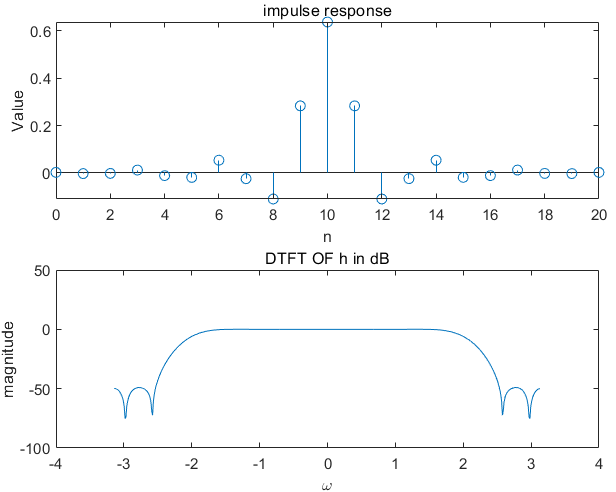 impulse response
0.6
0.4
0.2
0
Value
0 2 4 6 8 10 12 14 16 18 20
n
DTFT OF h in dB
50
0
-50
-100
magnitude
-4 -3 -2 -1 0 1 2 3 4
ω